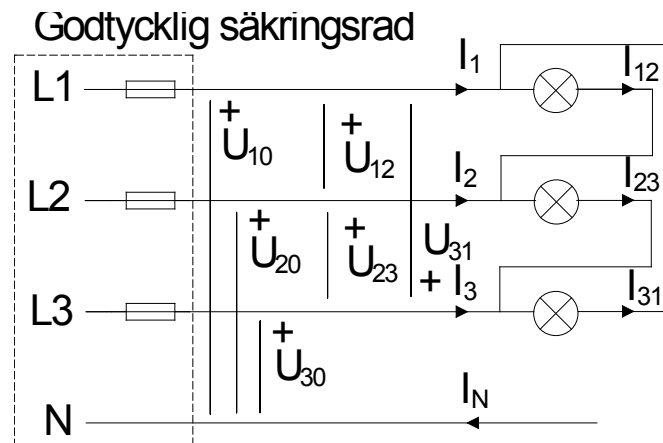 Godtycklig säkringsrad
L1
I1
I12
+
U10
+
U12
L2
I2
I23
+
U20
+
U23
U31
+
L3
I3
I31
+
U30
N
IN